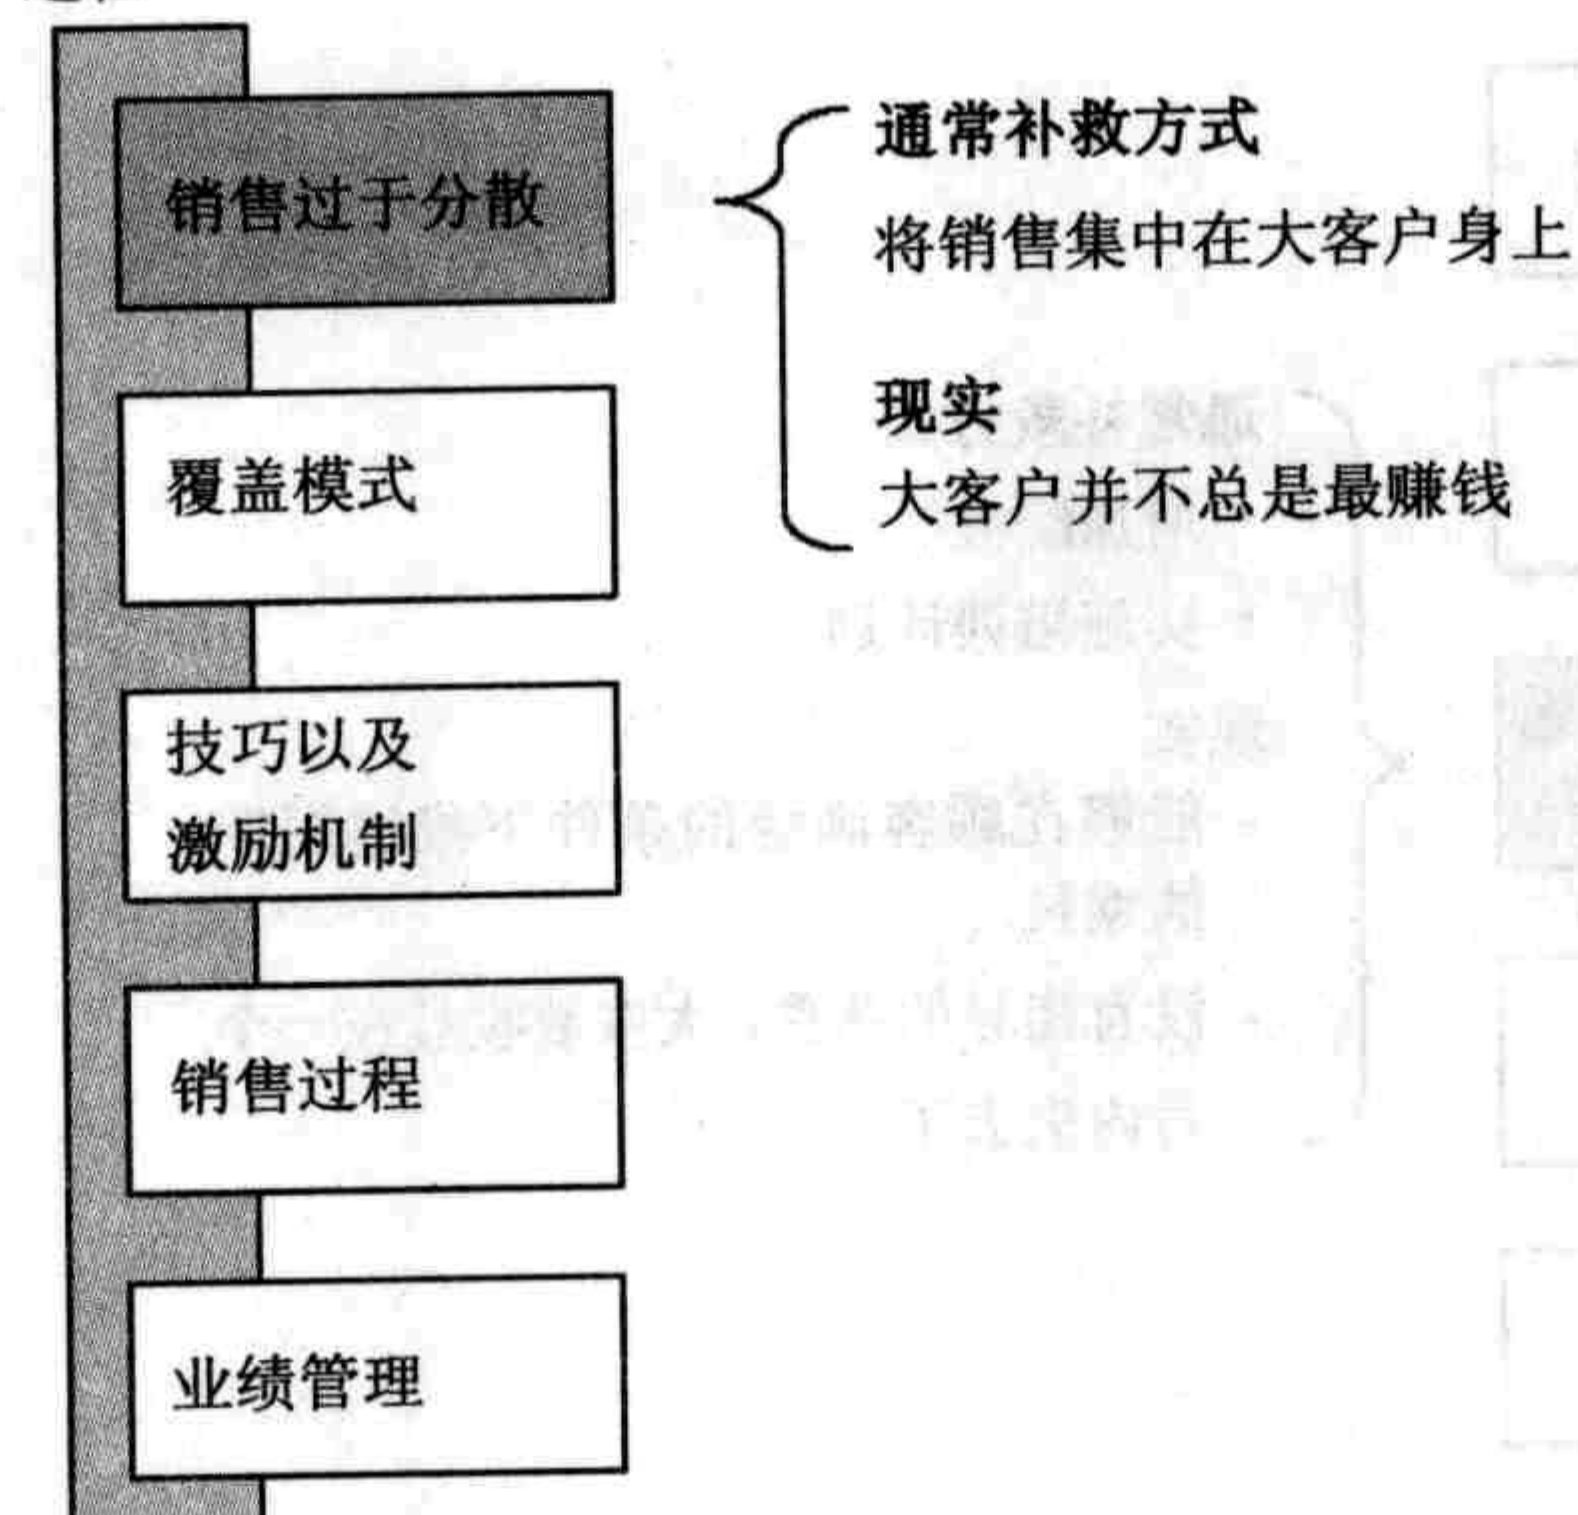 销售过于分散
通常补救方式
将销售集中在大客户身上
现实
大客户并不总是最赚钱
覆盖模式
技巧以及
激励机制
销售过程
业绩管理